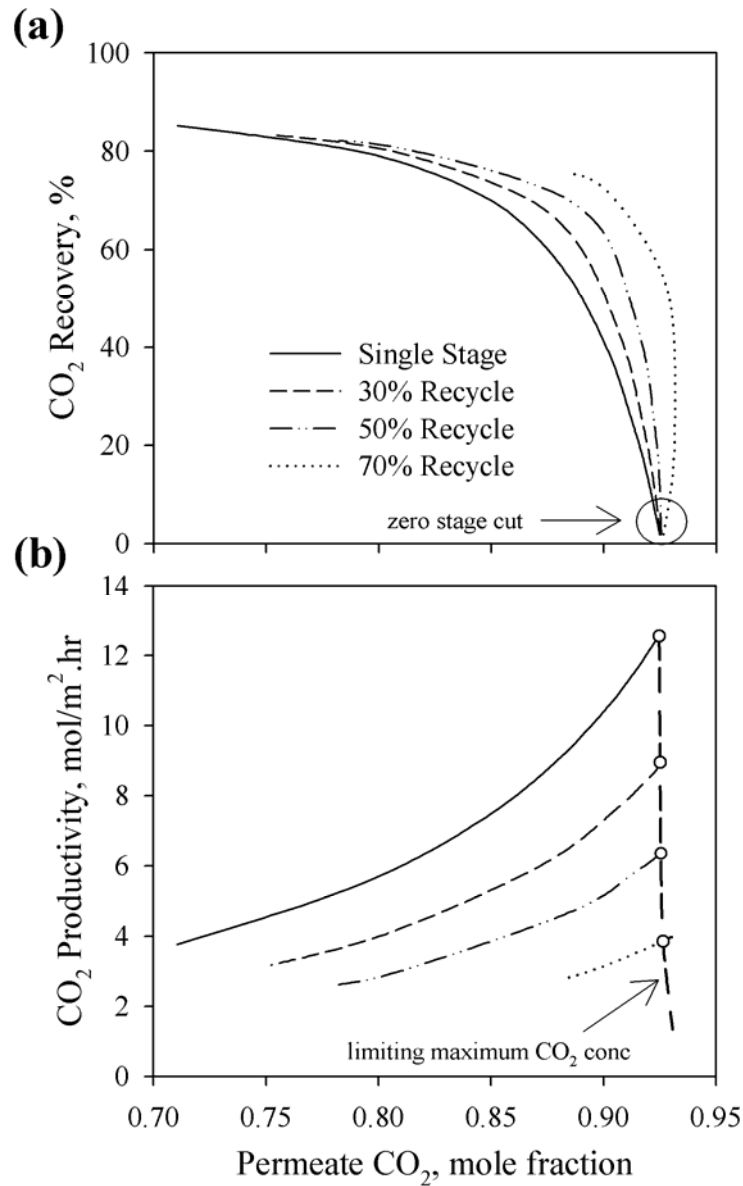 (a)
100
80
60
40
20
0
CO₂ Recovery, %
Single Stage
30% Recycle
50% Recycle
70% Recycle
zero stage cut
(b)
14
12
10
8
6
4
2
0
CO₂ Productivity, mol/m².hr
limiting maximum CO₂ conc
0.70 0.75 0.80 0.85 0.90 0.95
Permeate CO₂, mole fraction